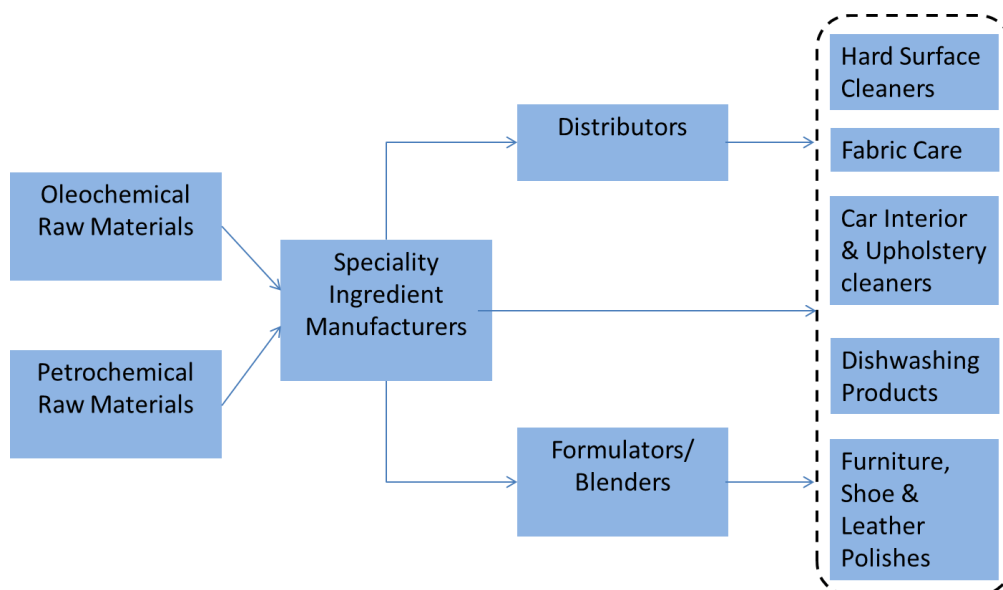 Oleochemical
Raw Materials
Petrochemical
Raw Materials
Speciality
Ingredient
Manufacturers
Distributors
Formulators/
Blenders
Hard Surface
Cleaners
Fabric Care
Car Interior
& Upholstery
cleaners
Dishwashing
Products
Furniture,
Shoe &
Leather
Polishes